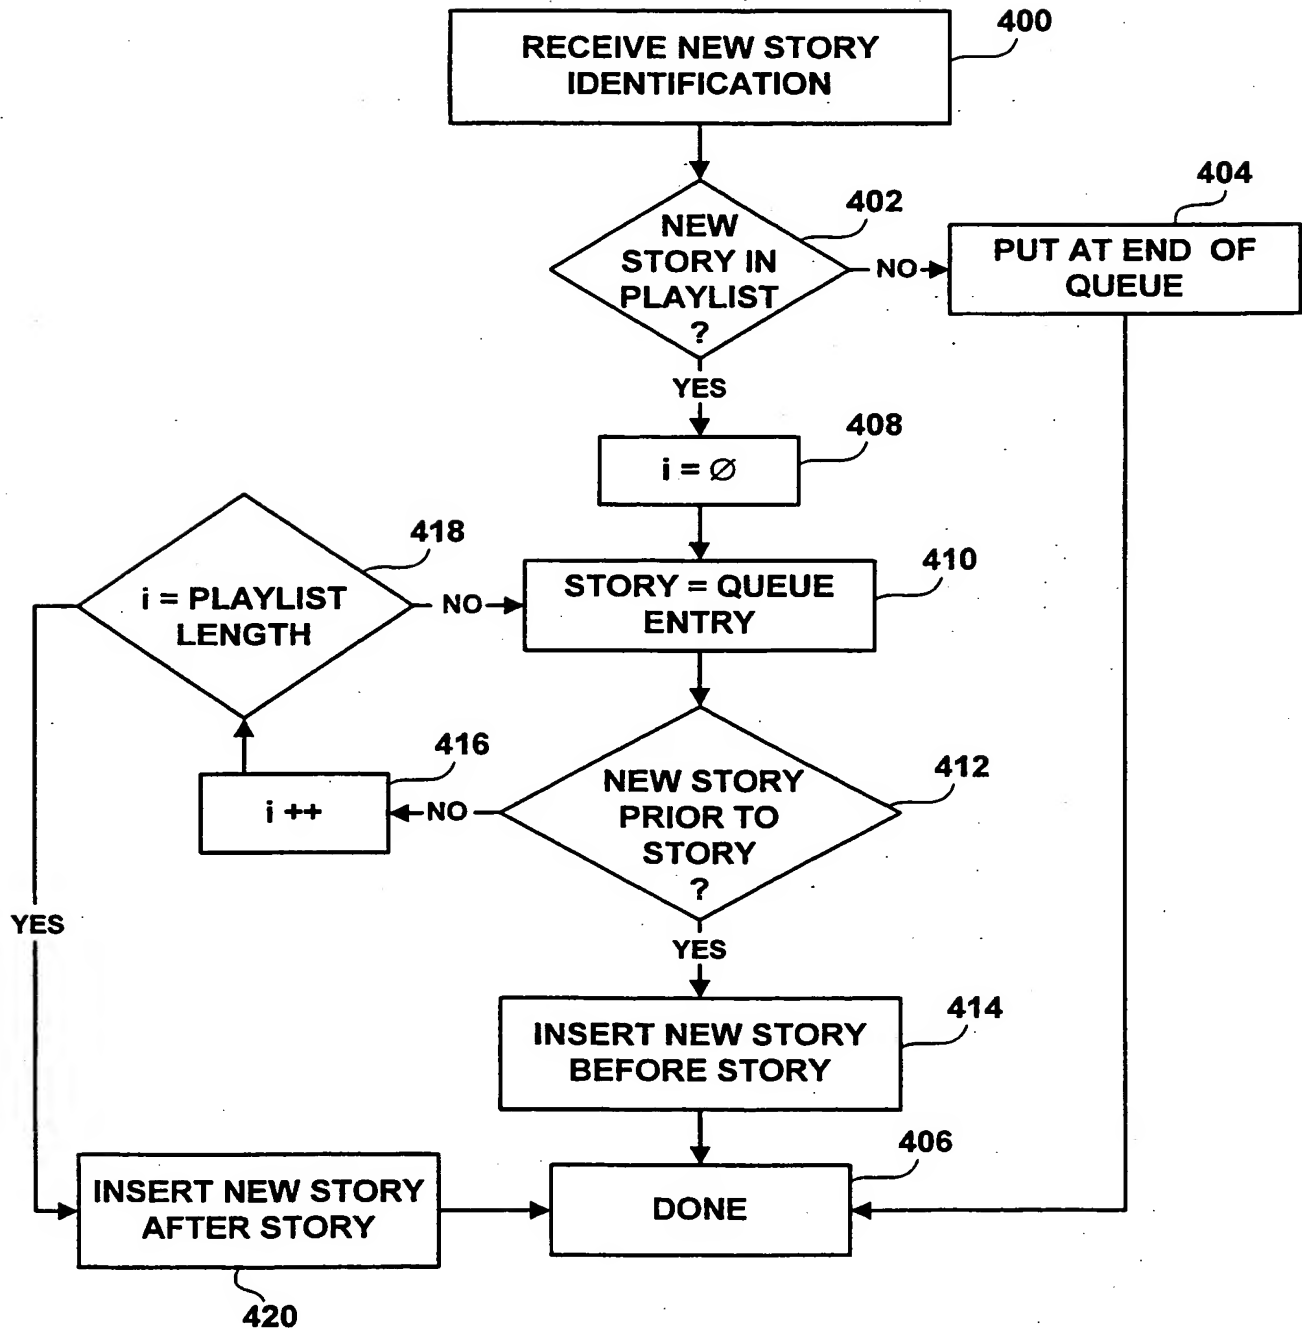 RECEIVE NEW STORY
IDENTIFICATION
400
NEW
STORY IN
PLAYLIST
?
402
NO
404
PUT AT END OF
QUEUE
YES
i = Ø
408
418
i = PLAYLIST
LENGTH
NO
STORY = QUEUE
ENTRY
410
416
i ++
NO
NEW STORY
PRIOR TO
STORY
?
412
YES
YES
INSERT NEW STORY
BEFORE STORY
414
INSERT NEW STORY
AFTER STORY
420
DONE
406